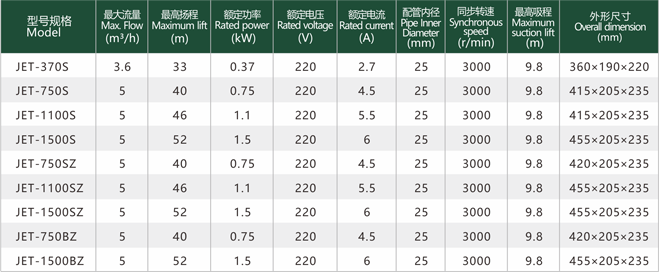 型号规格 最大流量 最高扬程 额定功率 额定电压 额定电流 配管内径 同步转速 最高吸程 外形尺寸
Model Max. Flow Maximum lift Rated power Rated voltage Rated current Pipe Inner Diameter Synchronous speed Maximum suction lift Overall dimension
(m³/h) (m) (kW) (V) (A) (mm) (r/min) (m) (mm)
JET-370S 3.6 33 0.37 220 2.7 25 3000 9.8 360×190×220
JET-750S 5 40 0.75 220 4.5 25 3000 9.8 415×205×235
JET-1100S 5 46 1.1 220 5.5 25 3000 9.8 415×205×235
JET-1500S 5 52 1.5 220 6 25 3000 9.8 455×205×235
JET-750SZ 5 40 0.75 220 4.5 25 3000 9.8 420×205×235
JET-1100SZ 5 46 1.1 220 5.5 25 3000 9.8 455×205×235
JET-1500SZ 5 52 1.5 220 6 25 3000 9.8 455×205×235
JET-750BZ 5 40 0.75 220 4.5 25 3000 9.8 420×205×235
JET-1500BZ 5 52 1.5 220 6 25 3000 9.8 455×205×235